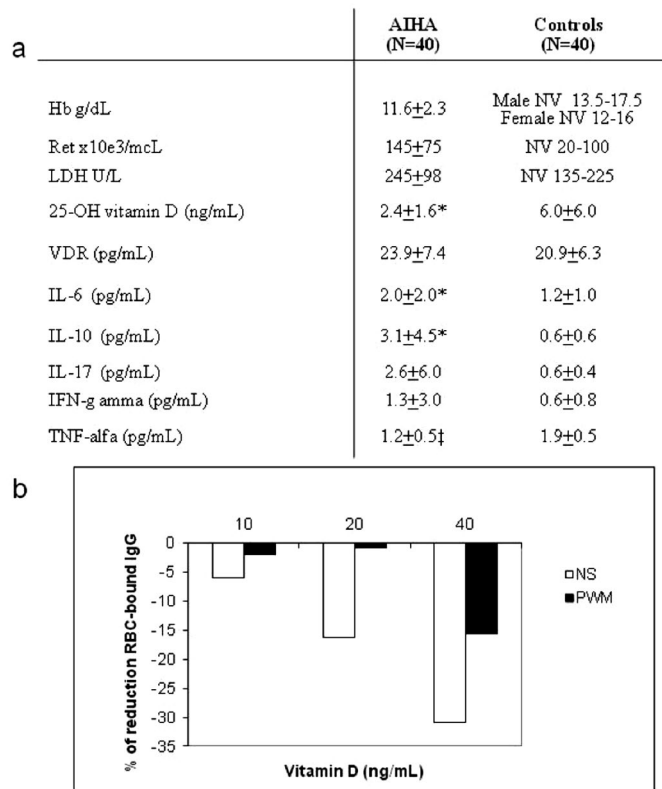 a
AIHA Controls
(N=40) (N=40)
Hb g/dL 11.6±2.3 Male NV 13.5-17.5
Female NV 12-16
Ret x10e3/mcL 145±75 NV 20-100
LDH U/L 245±98 NV 135-225
25-OH vitamin D (ng/mL) 2.4±1.6* 6.0±6.0
VDR (pg/mL) 23.9±7.4 20.9±6.3
IL-6 (pg/mL) 2.0±2.0* 1.2±1.0
IL-10 (pg/mL) 3.1±4.5* 0.6±0.6
IL-17 (pg/mL) 2.6±6.0 0.6±0.4
IFN-g amma (pg/mL) 1.3±3.0 0.6±0.8
TNF-alfa (pg/mL) 1.2±0.5‡ 1.9±0.5
b
% of reduction RBC-bound IgG
10 20 40
0
-5
-10
-15
-20
-25
-30
-35
NS
PWM
Vitamin D (ng/mL)